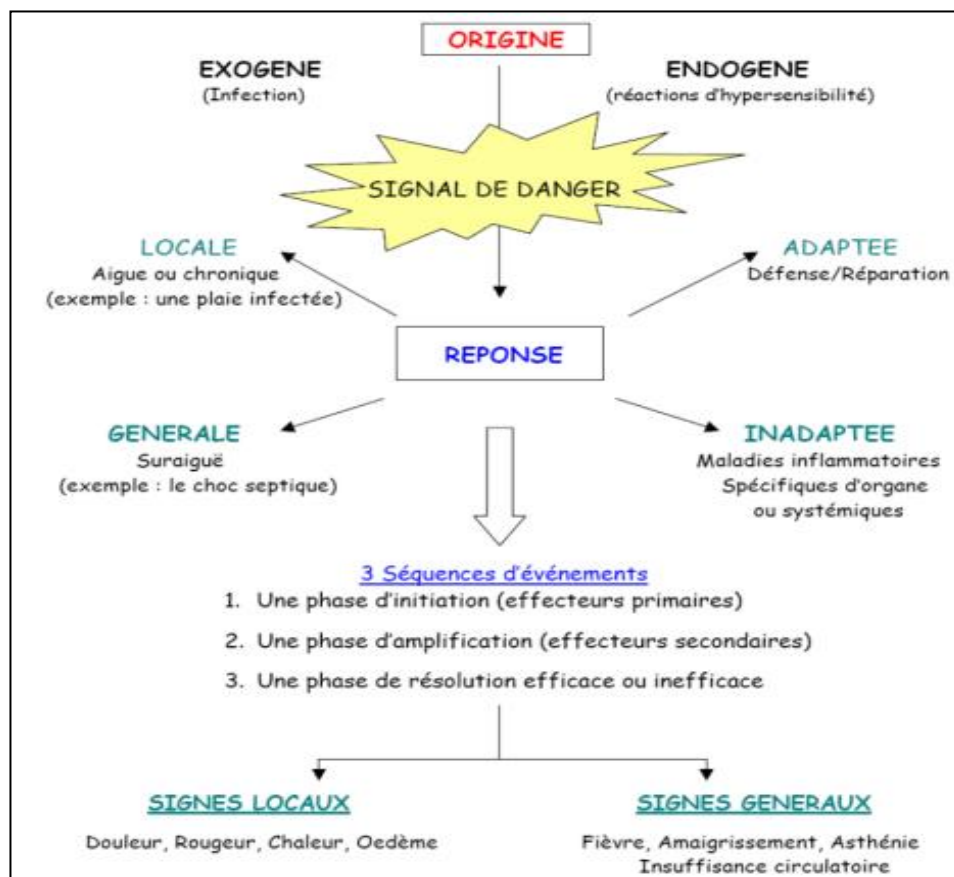 ORIGINE
EXOGENE
(Infection)
ENDOGENE
(réactions d'hypersensibilité)
SIGNAL DE DANGER
LOCALE
Aigue ou chronique
(exemple : une plaie infectée)
ADAPTEE
Défense/Réparation
REPONSE
GENERALE
Suraiguë
(exemple : le choc septique)
INADAPTEE
Maladies inflammatoires
Spécifiques d'organe
ou systémiques
3 Séquences d'événements
1. Une phase d'initiation (effecteurs primaires)
2. Une phase d'amplification (effecteurs secondaires)
3. Une phase de résolution efficace ou inefficace
SIGNES LOCAUX
Douleur, Rougeur, Chaleur, Oedème
SIGNES GENERAUX
Fièvre, Amaigrissement, Asthénie
Insuffisance circulatoire